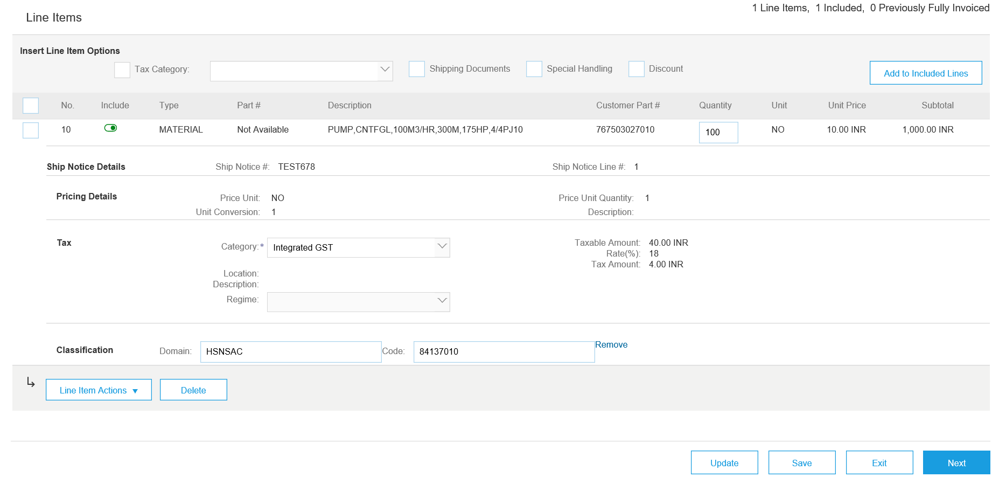 1 Line Items, 1 Included, 0 Previously Fully Invoiced
Line Items
Insert Line Item Options
Tax Category: Shipping Documents Special Handling Discount
Add to Included Lines
No. Include Type Part # Description Customer Part # Quantity Unit Unit Price Subtotal
10 MATERIAL Not Available PUMP,CNTFGL,100M3/HR,300M,175HP,4/4PJ10 767503027010 100 NO 10.00 INR 1,000.00 INR
Ship Notice Details Ship Notice #: TEST678 Ship Notice Line #: 1
Pricing Details Price Unit: NO Price Unit Quantity: 1
Unit Conversion: 1 Description:
Tax Category:* Integrated GST Taxable Amount: 40.00 INR
Rate(%): 18
Tax Amount: 4.00 INR
Location:
Description:
Regime:
Classification Domain: HSNSAC Code: 84137010 Remove
Line Item Actions ▼ Delete
Update Save Exit Next